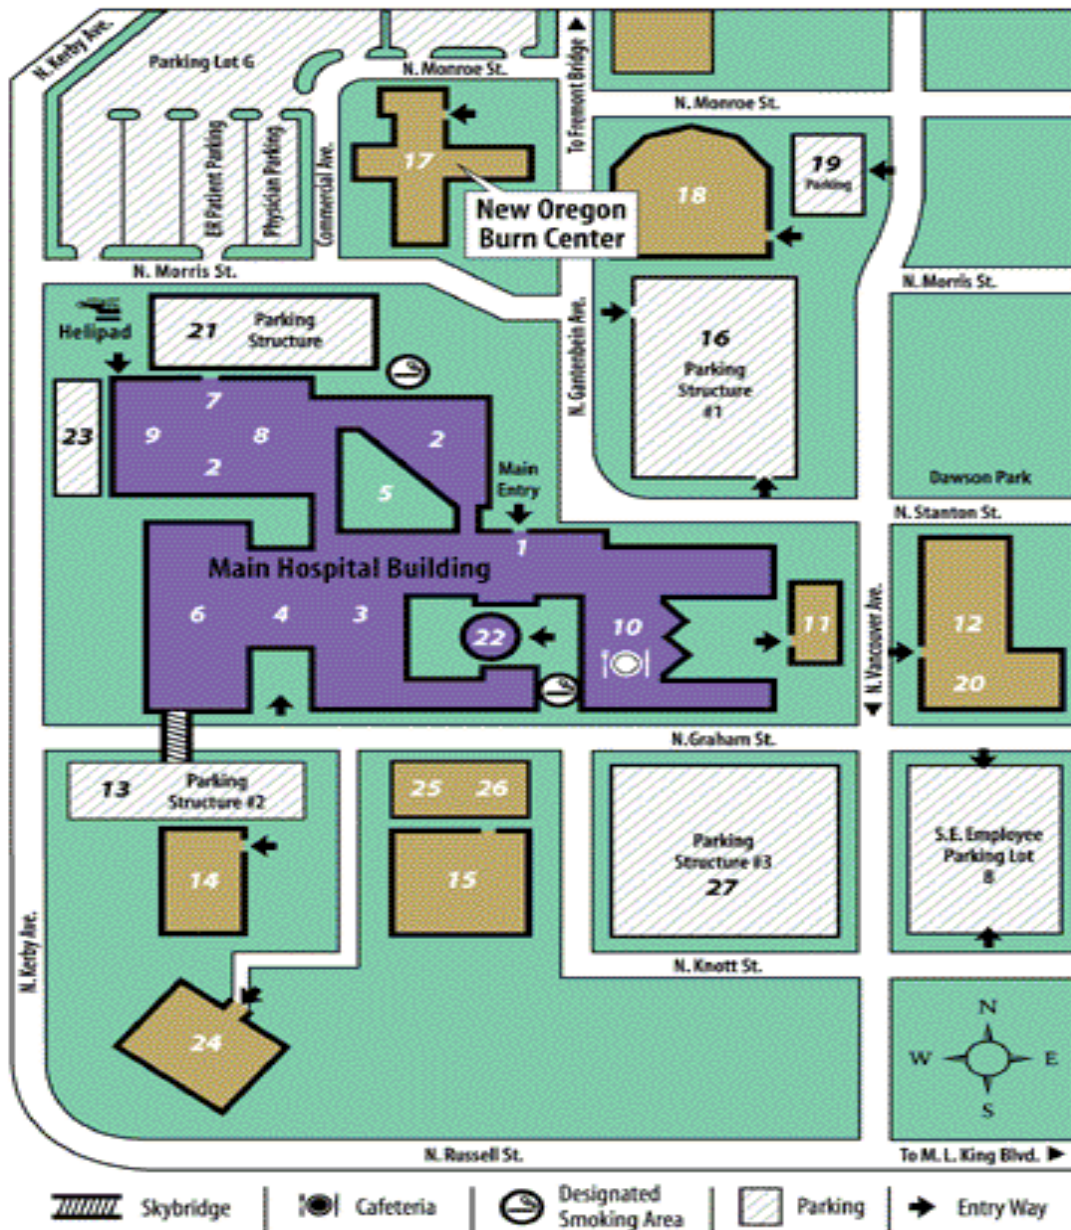 N. Kerby Ave.
Parking Lot G
N. Monroe St.
To Fremont Bridge
N. Monroe St.
ER Patient Parking
Physician Parking
Commercial Ave.
17
18
19
Parking
New Oregon
Burn Center
N. Morris St.
N. Morris St.
Helipad
21
Parking
Structure
N. Gantenbein Ave.
16
Parking
Structure
#1
23
7
9
8
2
2
5
Main
Entry
Dawson Park
N. Stanton St.
1
Main Hospital Building
6
4
3
22
10
11
N. Vancouver Ave.
12
20
N. Graham St.
13
Parking
Structure #2
25
26
14
15
Parking
Structure #3
27
S.E. Employee
Parking Lot
8
N. Kerby Ave.
N. Knott St.
24
N
W
E
S
N. Russell St.
To M. L. King Blvd.
Skybridge
Cafeteria
Designated
Smoking Area
Parking
Entry Way